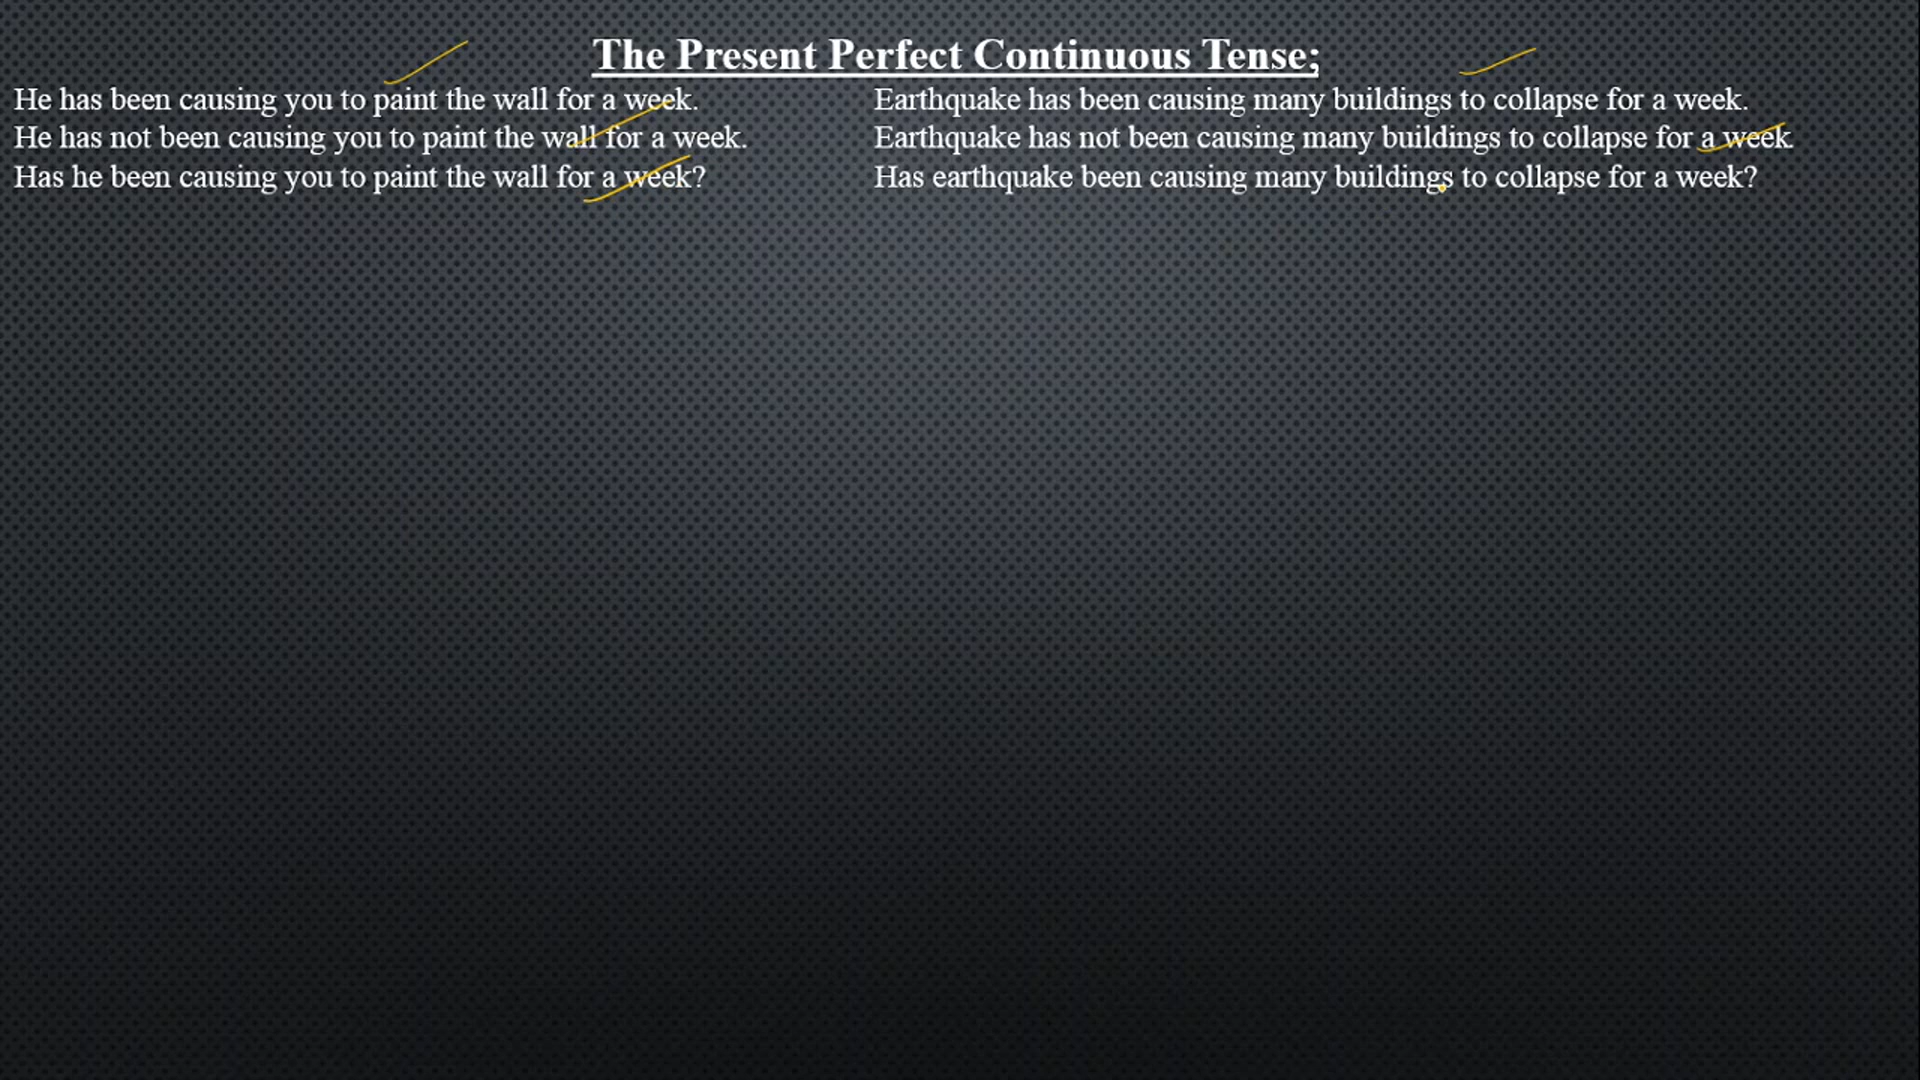 The Present Perfect Continuous Tense;
He has been causing you to paint the wall for a week.
He has not been causing you to paint the wall for a week.
Has he been causing you to paint the wall for a week?
Earthquake has been causing many buildings to collapse for a week.
Earthquake has not been causing many buildings to collapse for a week
Has earthquake been causing many buildings to collapse for a week?